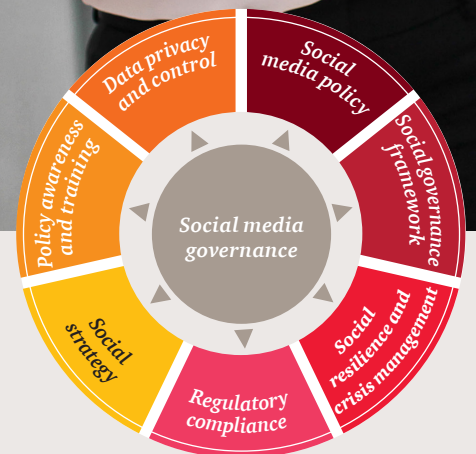 Social
media policy
Social governance
framework
Social
resilience and
crisis management
Regulatory
compliance
Social
strategy
Policy awareness
and training
Data privacy
and control
Social media
governance